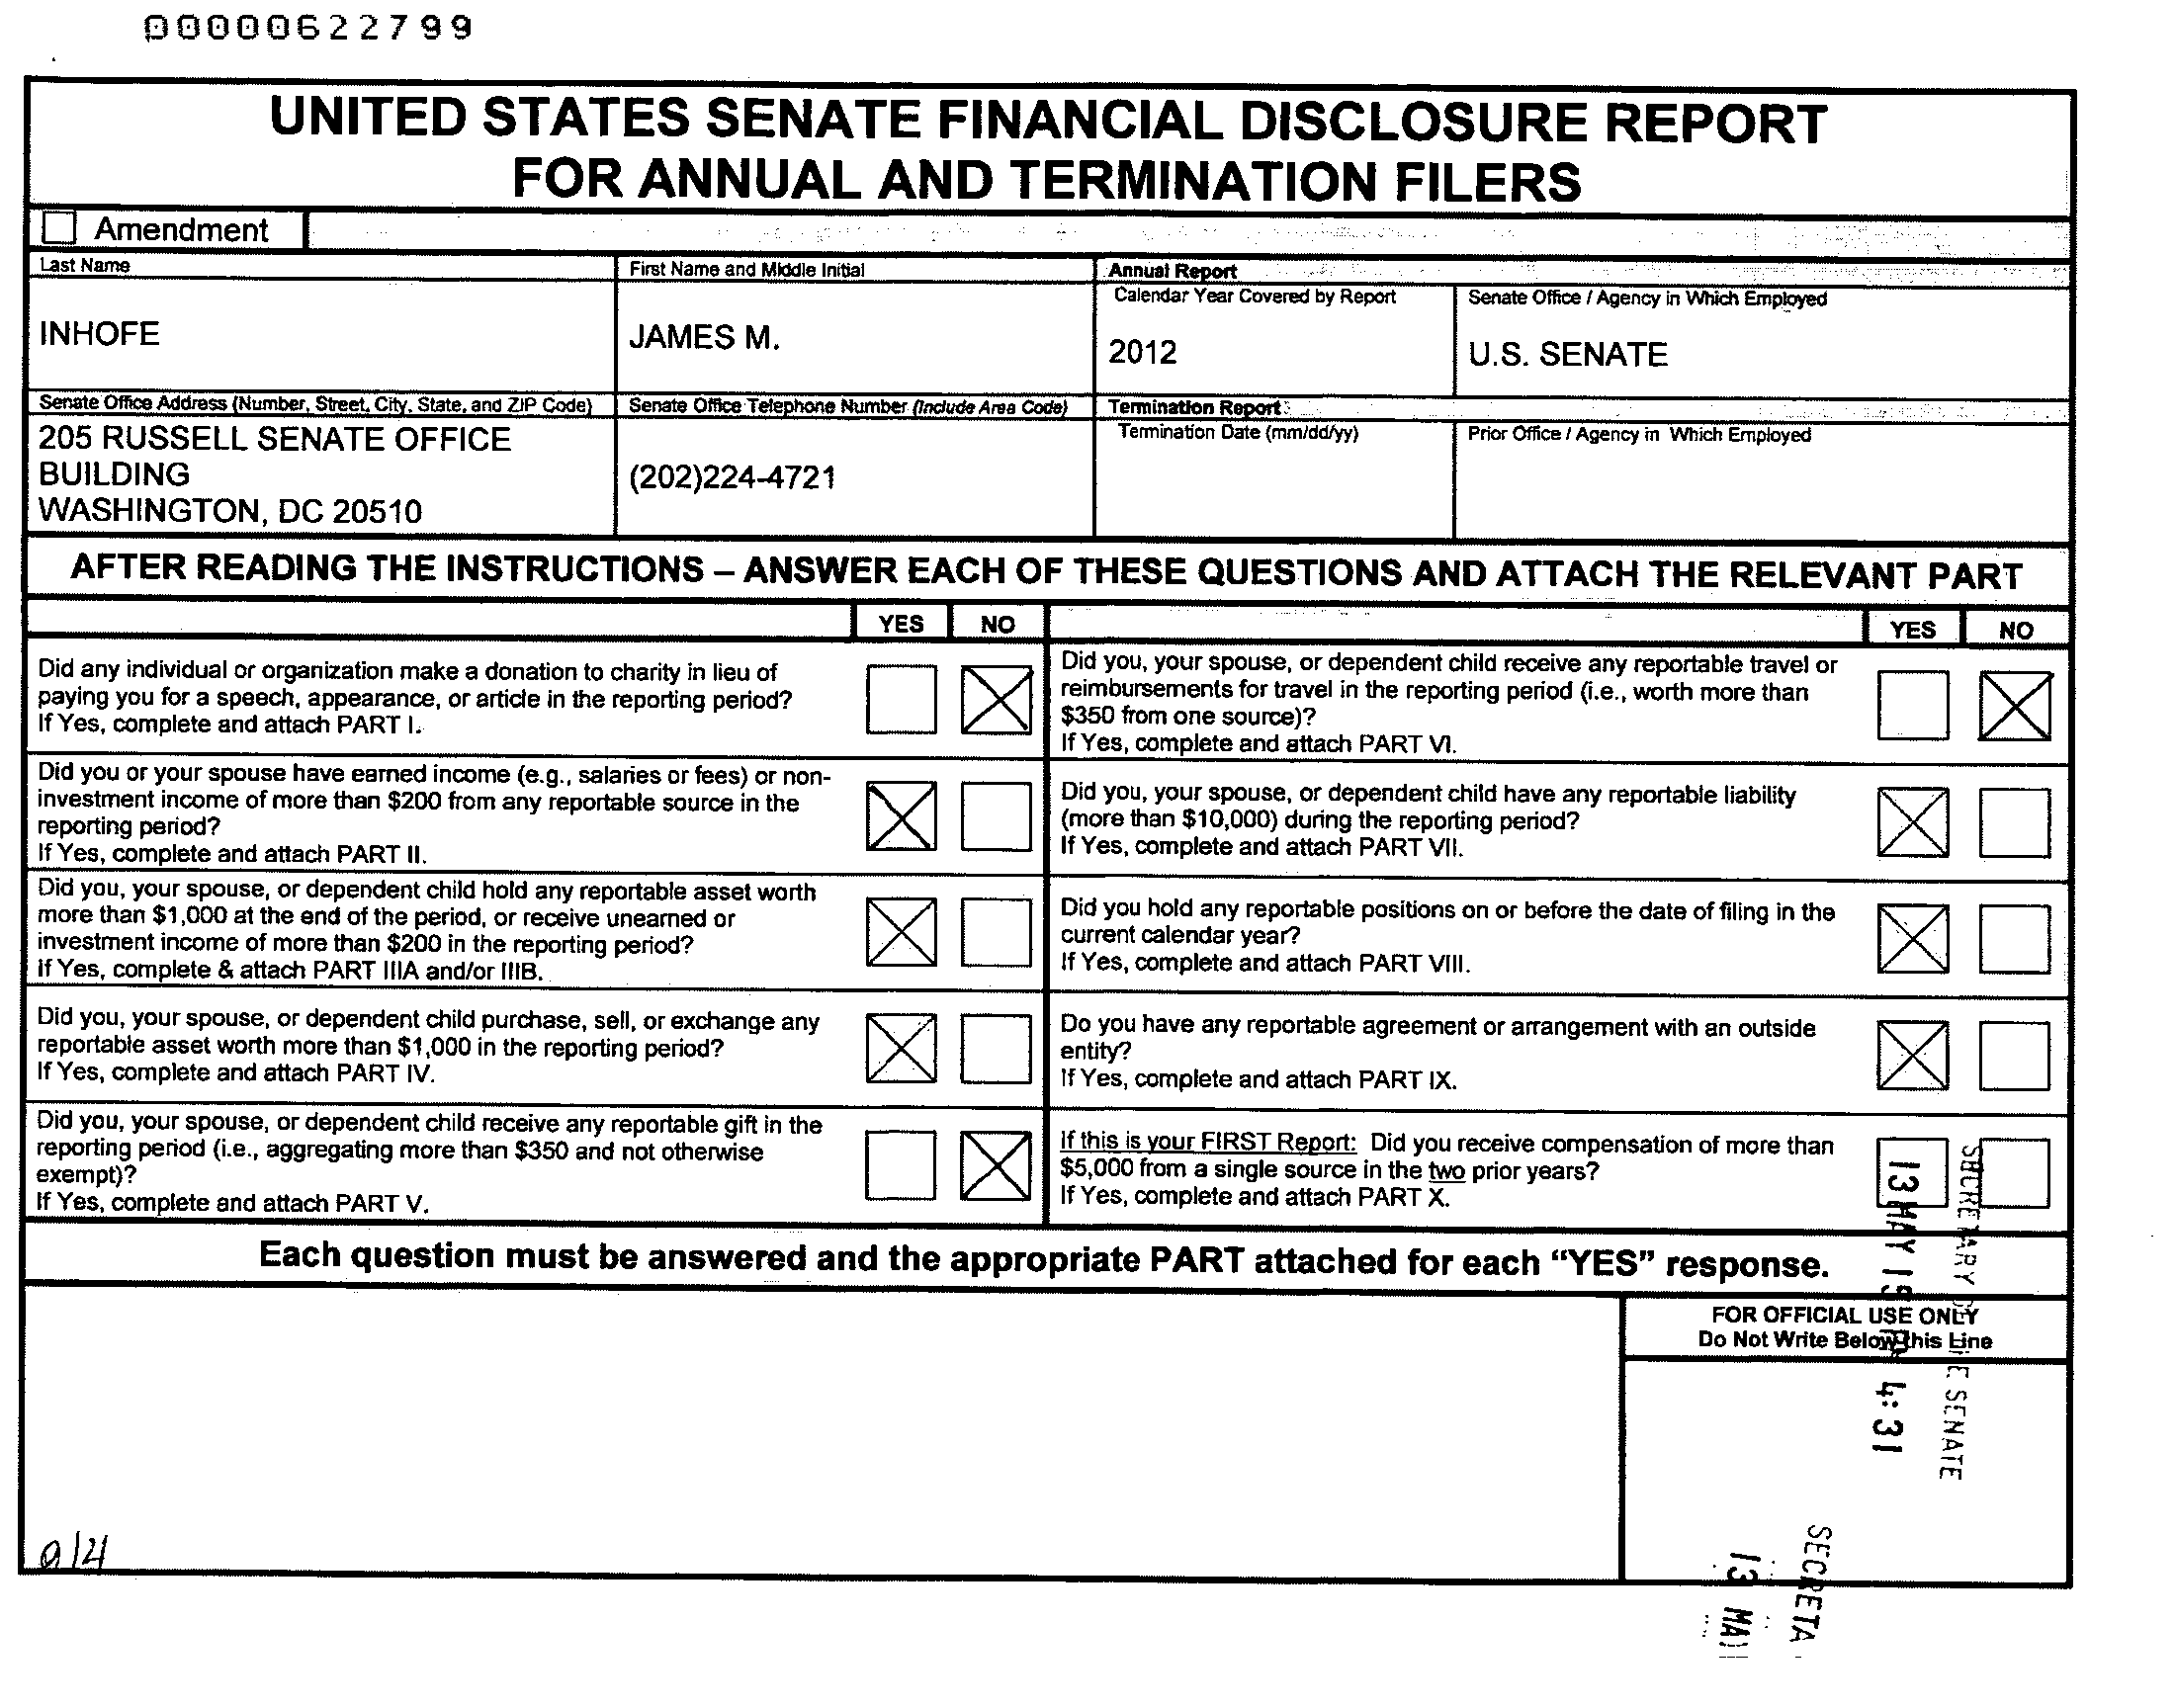 00000622799
UNITED STATES SENATE FINANCIAL DISCLOSURE REPORT
FOR ANNUAL AND TERMINATION FILERS
Amendment
Last Name
First Name and Middle Initial
Annual Report
Calendar Year Covered by Report
Senate Office / Agency in Which Employed
INHOFE
JAMES M.
2012
U.S. SENATE
Senate Office Address (Number, Street, City, State, and ZIP Code)
Senate Office Telephone Number (Include Area Code)
Termination Report
Termination Date (mm/dd/yy)
Prior Office / Agency in Which Employed
205 RUSSELL SENATE OFFICE
BUILDING
WASHINGTON, DC 20510
(202)224-4721
AFTER READING THE INSTRUCTIONS – ANSWER EACH OF THESE QUESTIONS AND ATTACH THE RELEVANT PART
YES NO
Did any individual or organization make a donation to charity in lieu of
paying you for a speech, appearance, or article in the reporting period?
If Yes, complete and attach PART I.
Did you or your spouse have earned income (e.g., salaries or fees) or non-
investment income of more than $200 from any reportable source in the
reporting period?
If Yes, complete and attach PART II.
Did you, your spouse, or dependent child hold any reportable asset worth
more than $1,000 at the end of the period, or receive unearned or
investment income of more than $200 in the reporting period?
If Yes, complete & attach PART IIIA and/or IIIB.
Did you, your spouse, or dependent child purchase, sell, or exchange any
reportable asset worth more than $1,000 in the reporting period?
If Yes, complete and attach PART IV.
Did you, your spouse, or dependent child receive any reportable gift in the
reporting period (i.e., aggregating more than $350 and not otherwise
exempt)?
If Yes, complete and attach PART V.
YES NO
Did you, your spouse, or dependent child receive any reportable travel or
reimbursements for travel in the reporting period (i.e., worth more than
$350 from one source)?
If Yes, complete and attach PART VI.
Did you, your spouse, or dependent child have any reportable liability
(more than $10,000) during the reporting period?
If Yes, complete and attach PART VII.
Did you hold any reportable positions on or before the date of filing in the
current calendar year?
If Yes, complete and attach PART VIII.
Do you have any reportable agreement or arrangement with an outside
entity?
If Yes, complete and attach PART IX.
If this is your FIRST Report: Did you receive compensation of more than
$5,000 from a single source in the two prior years?
If Yes, complete and attach PART X.
Each question must be answered and the appropriate PART attached for each “YES” response.
FOR OFFICIAL USE ONLY
Do Not Write Below this Line
SECRETARY OF THE SENATE
13 MAY 15 PM 4:31
SECRETA
13 MA